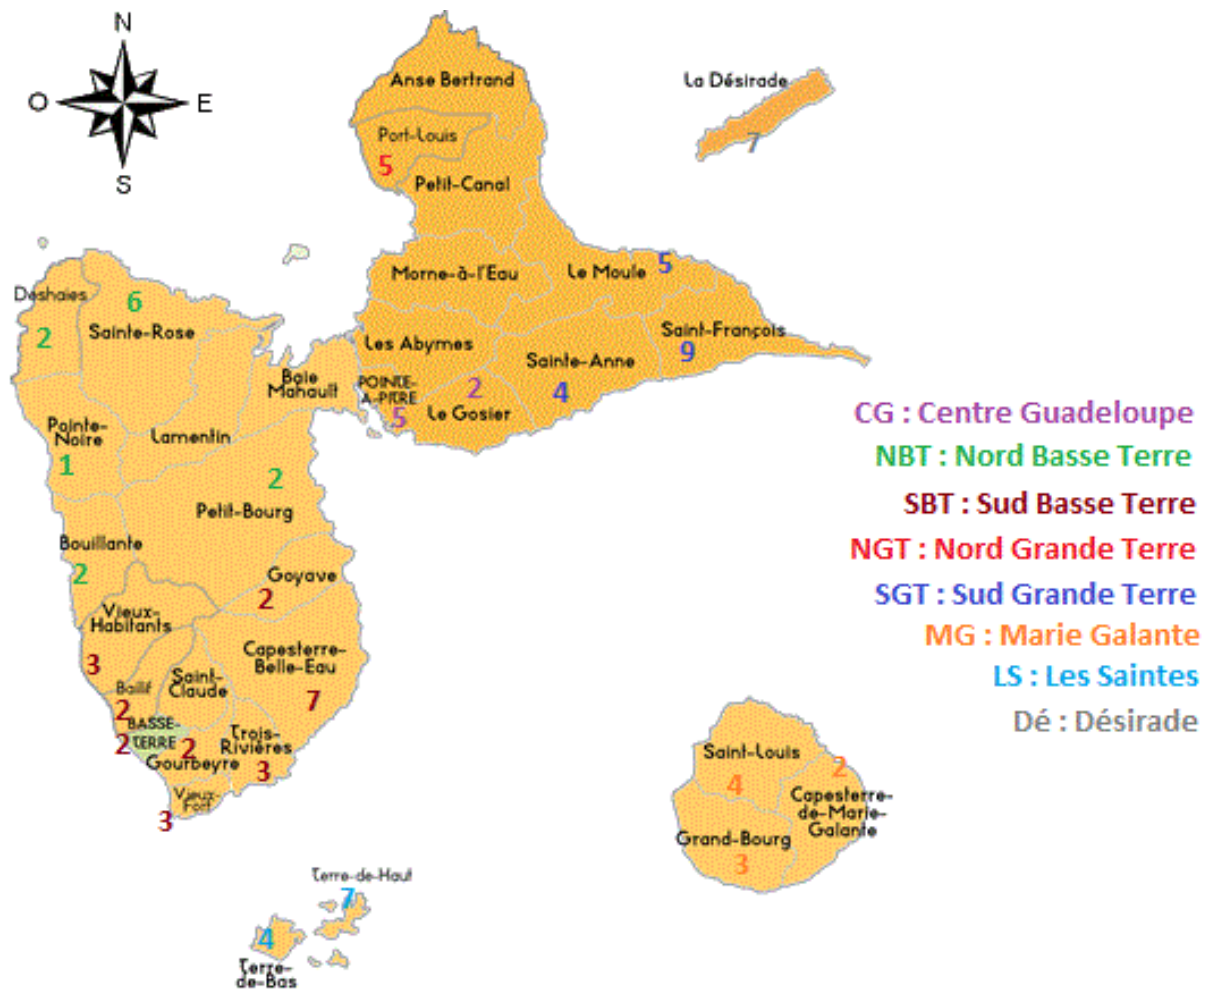 N
O
E
S
Anse Bertrand
La Désirade
7
Port-Louis
5
Petit-Canal
Morne-à-l'Eau
Le Moule
5
Deshaies
2
6
Sainte-Rose
Les Abymes
Sainte-Anne
4
Saint-François
9
Baie
Mahault
POINTE-
A-PITRE
5
2
Le Gosier
Pointe-
Noire
1
Lamentin
2
Petit-Bourg
Bouillante
2
Goyave
2
Vieux-
Habitants
3
Capesterre-
Belle-Eau
7
Saint-
Claude
Baillif
2
BASSE-
TERRE
2
2
Gourbeyre
Trois-
Rivières
3
Vieux-
Fort
3
CG : Centre Guadeloupe
NBT : Nord Basse Terre
SBT : Sud Basse Terre
NGT : Nord Grande Terre
SGT : Sud Grande Terre
MG : Marie Galante
LS : Les Saintes
Dé : Désirade
Saint-Louis
4
2
Capesterre-
de-Marie-
Galante
Grand-Bourg
3
Terre-de-Haut
7
4
Terre-
de-Bas